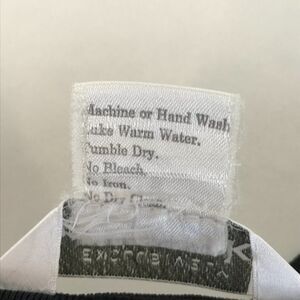 Machine or Hand Wash
Luke Warm Water.
Tumble Dry.
No Bleach.
No Iron.
No Dry